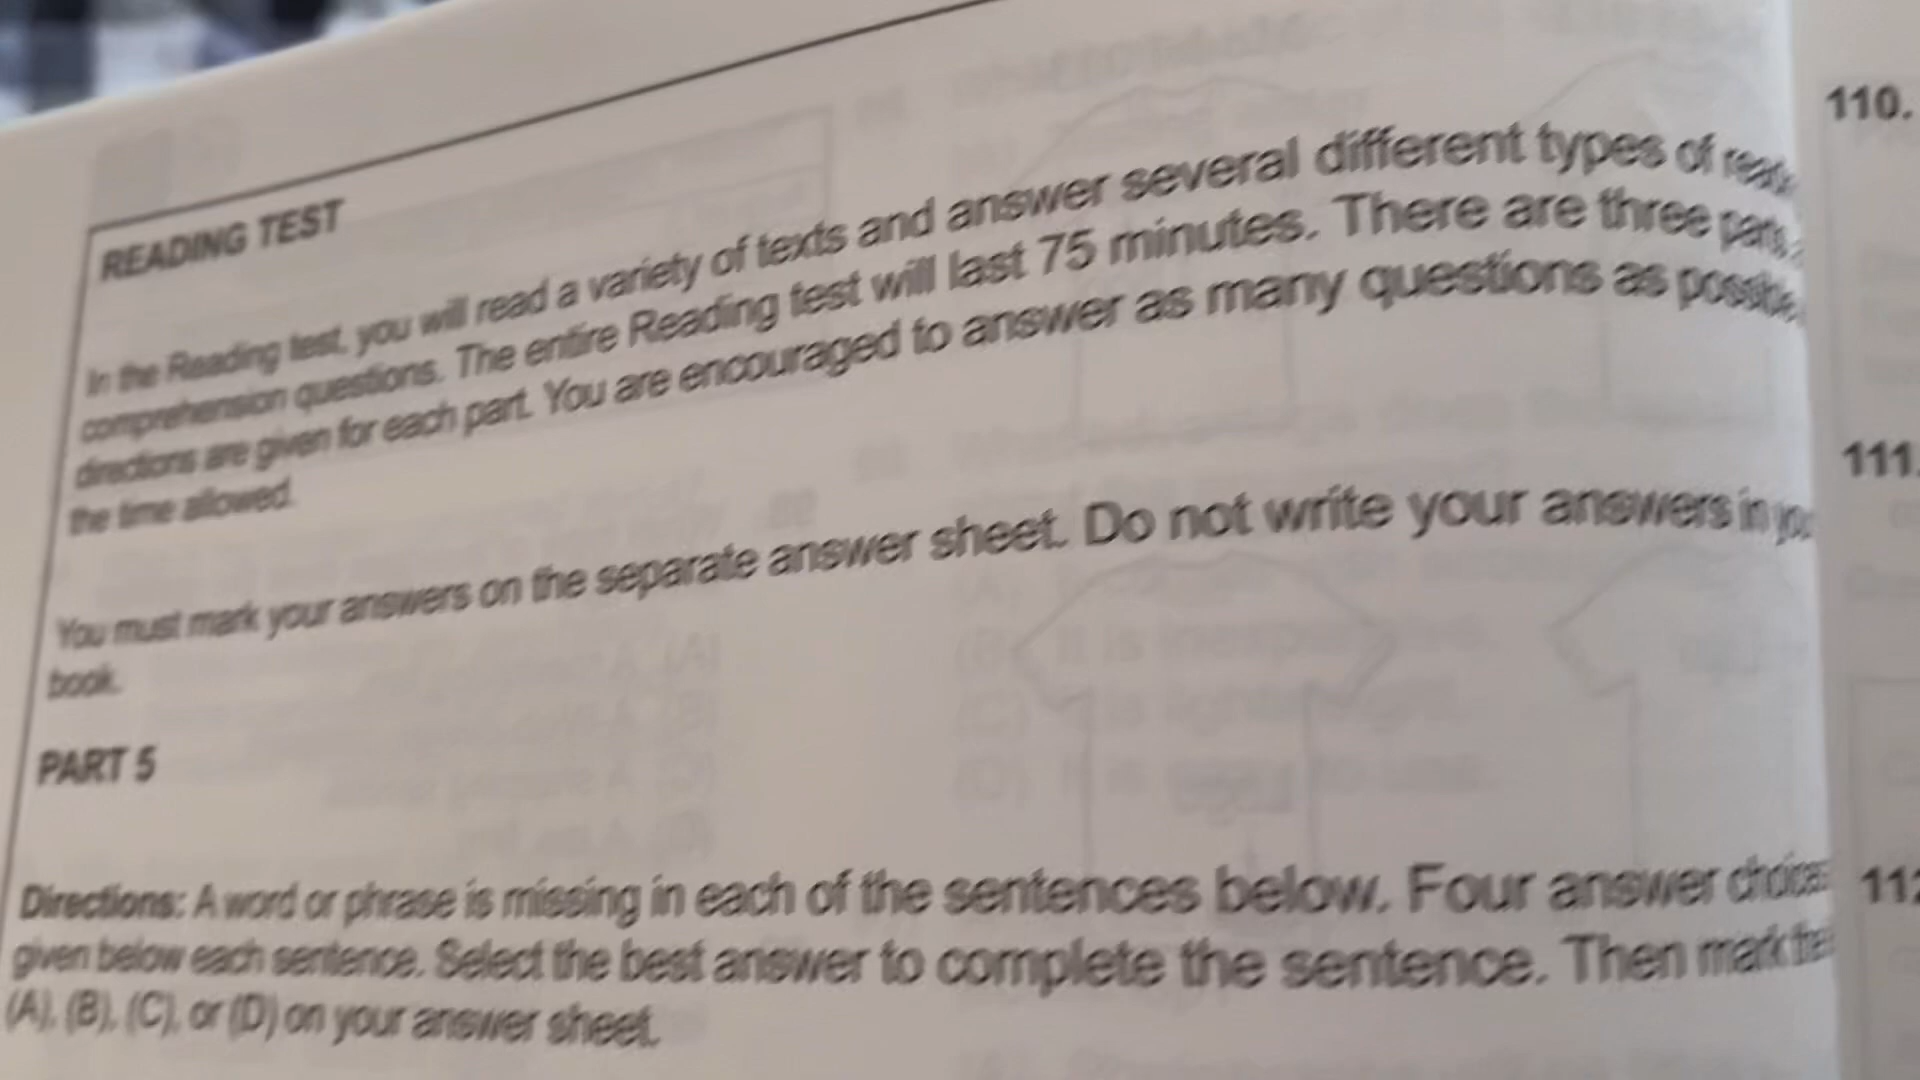 READING TEST
In the Reading test, you will read a variety of texts and answer several different types of
comprehension questions. The entire Reading test will last 75 minutes. There are three
directions are given for each part. You are encouraged to answer as many questions as possible
the time allowed.
You must mark your answers on the separate answer sheet. Do not write your answers in
book.
PART 5
Directions: A word or phrase is missing in each of the sentences below. Four answer choices
given below each sentence. Select the best answer to complete the sentence. Then mark the
(A), (B), (C), or (D) on your answer sheet.
110.
111.